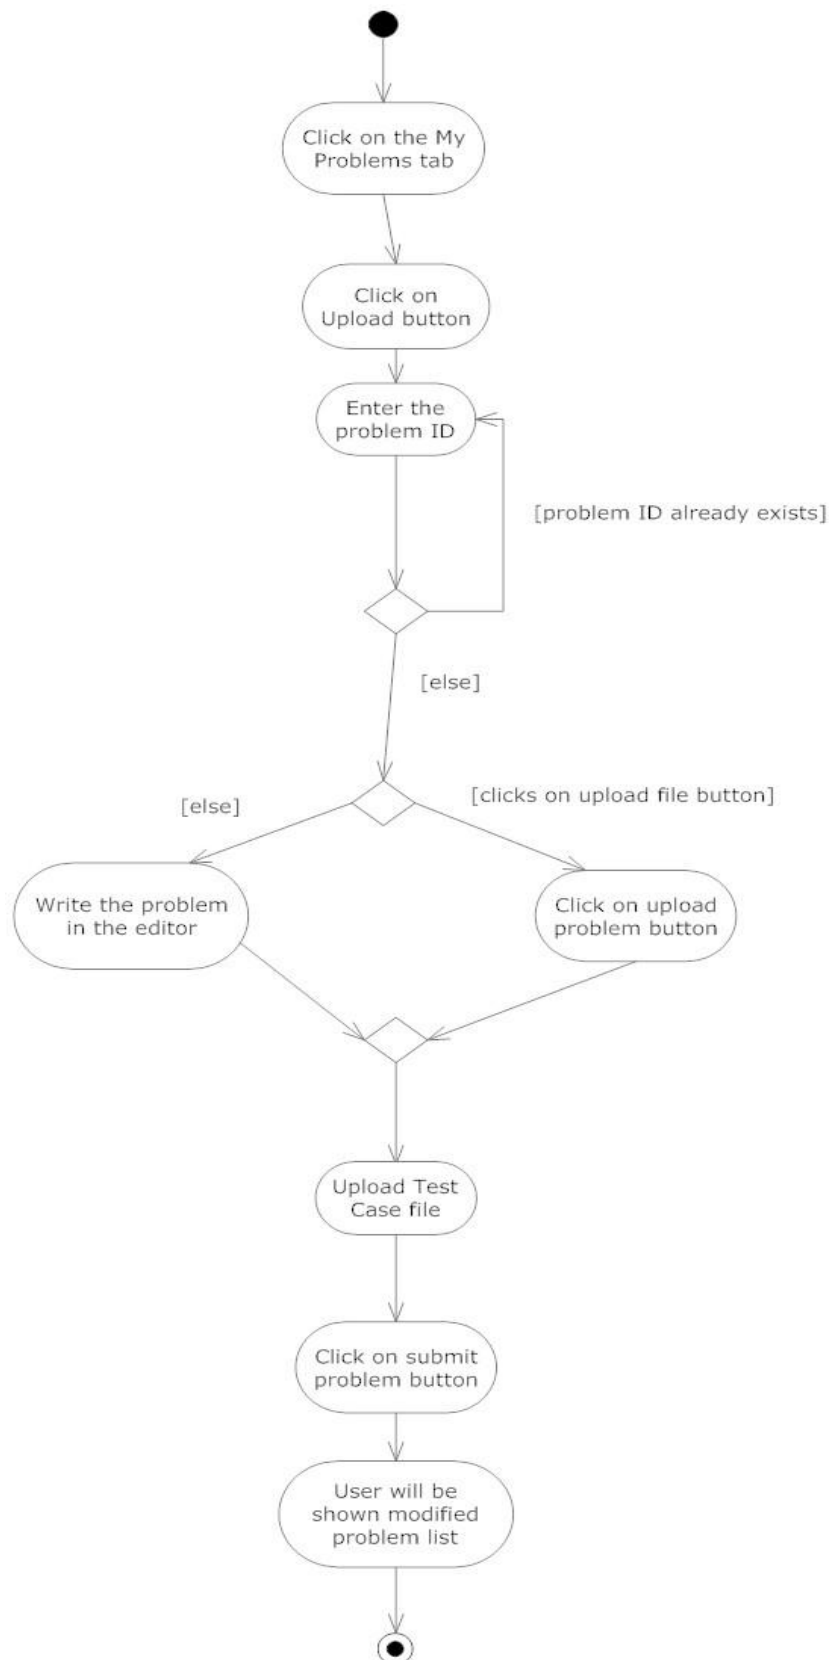 Click on the My
Problems tab
Click on
Upload button
Enter the
problem ID
[problem ID already exists]
[else]
[else]
[clicks on upload file button]
Write the problem
in the editor
Click on upload
problem button
Upload Test
Case file
Click on submit
problem button
User will be
shown modified
problem list